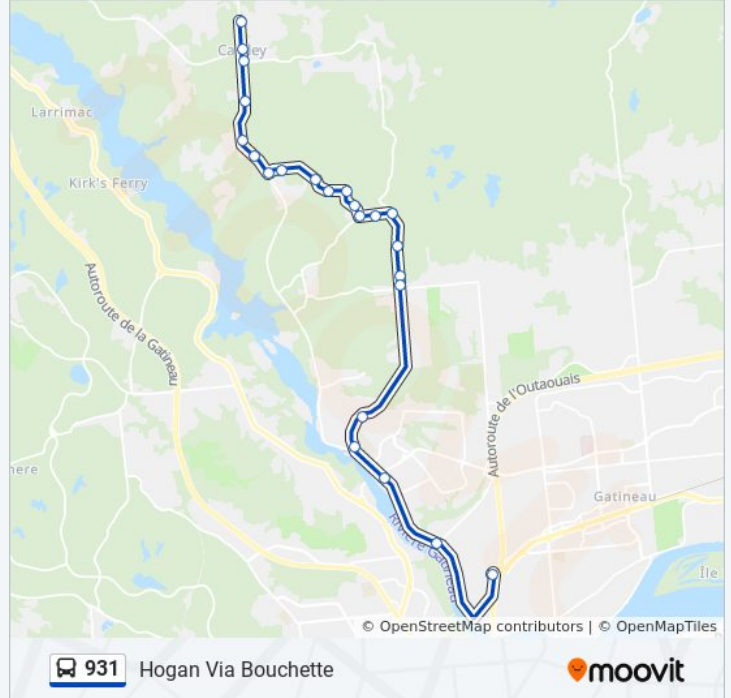 Cantley
Larrimac
Kirk's Ferry
Autoroute de la Gatineau
Autoroute de l'Outaouais
nere
Gatineau
Rivière Gatineau
Île
© OpenStreetMap contributors | © OpenMapTiles
931 Hogan Via Bouchette
moovit